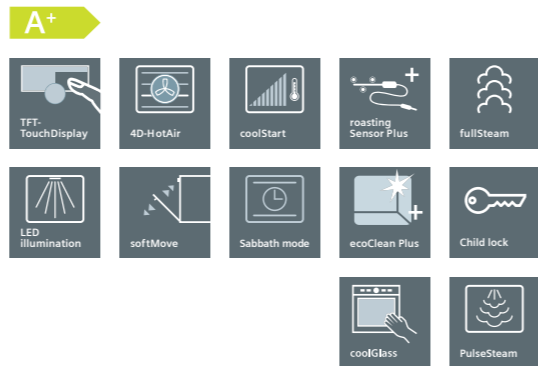 A+
TFT-
TouchDisplay
4D-HotAir
coolStart
roasting
Sensor Plus
fullSteam
LED
illumination
softMove
Sabbath mode
ecoClean Plus
Child lock
coolGlass
PulseSteam